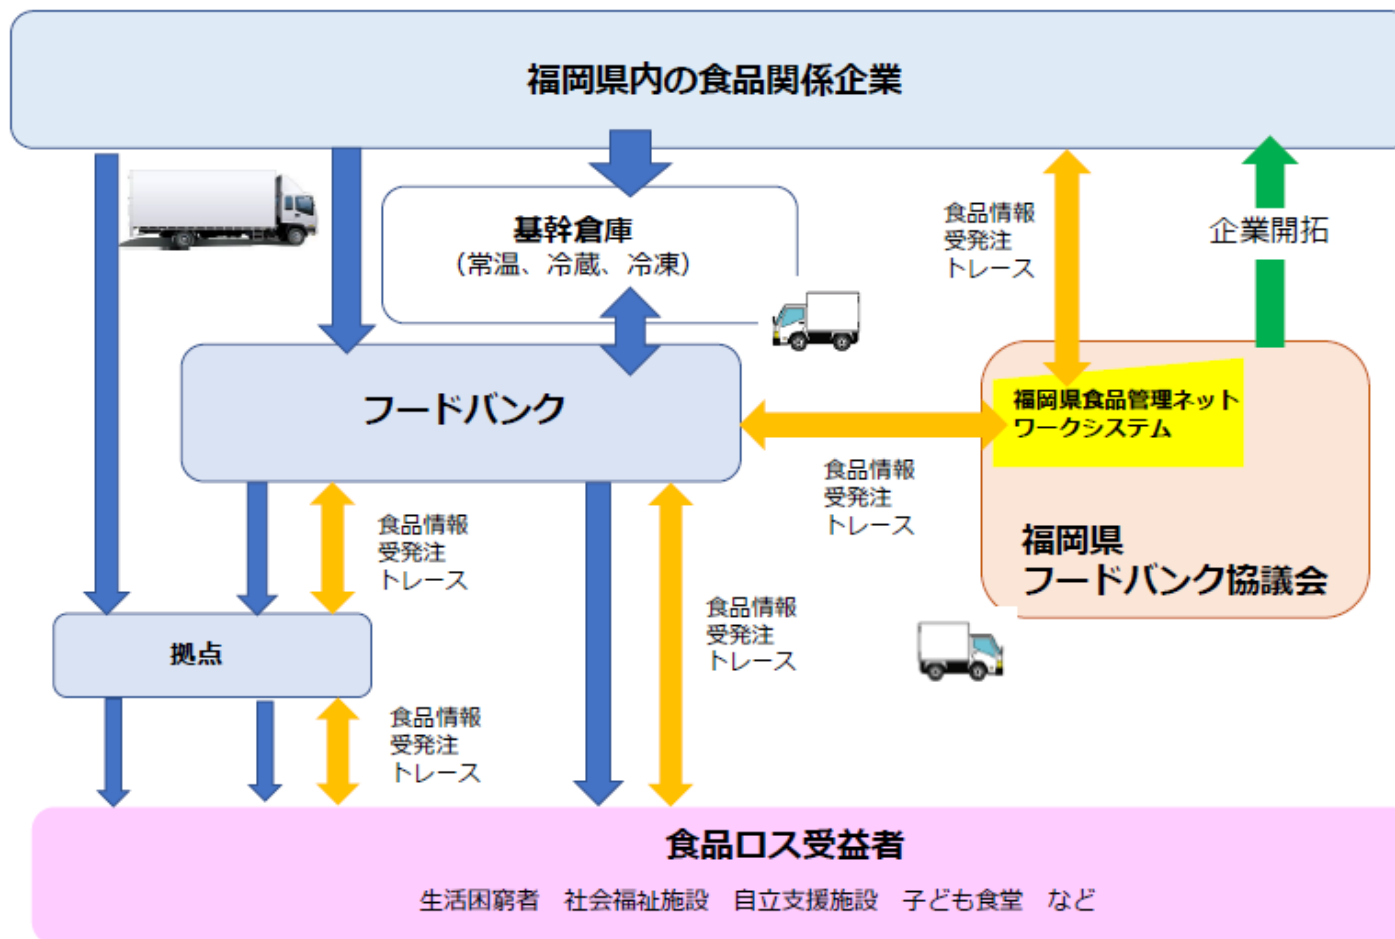 福岡県内の食品関係企業
基幹倉庫
（常温、冷蔵、冷凍）
食品情報
受発注
トレース
企業開拓
フードバンク
福岡県食品管理ネット
ワークシステム
食品情報
受発注
トレース
福岡県
フードバンク協議会
食品情報
受発注
トレース
食品情報
受発注
トレース
拠点
食品情報
受発注
トレース
食品ロス受益者
生活困窮者　社会福祉施設　自立支援施設　子ども食堂　など